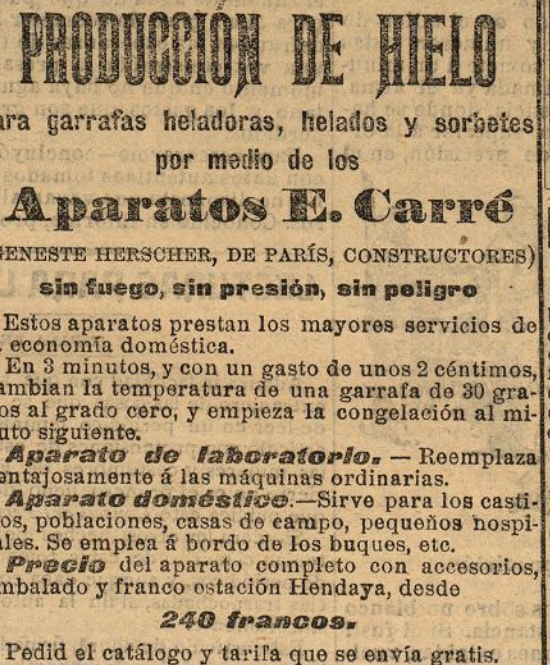 PRODUCCIÓN DE HIELO
ara garrafas heladoras, helados y sorbetes
por medio de los
Aparatos E. Carré
GENESTE HERSCHER, DE PARÍS, CONSTRUCTORES)
sin fuego, sin presión, sin peligro
Estos aparatos prestan los mayores servicios de
economía doméstica.
En 3 minutos, y con un gasto de unos 2 céntimos,
ambian la temperatura de una garrafa de 30 gra-
os al grado cero, y empieza la congelación al mi-
uto siguiente.
Aparato de laboratorio. — Reemplaza
entajosamente á las máquinas ordinarias.
Aparato doméstico.—Sirve para los casti-
os, poblaciones, casas de campo, pequeños hospi-
ales. Se emplea á bordo de los buques, etc.
Precio del aparato completo con accesorios,
mbalado y franco estación Hendaya, desde
240 francos.
Pedid el catálogo y tarifa que se envía gratis.